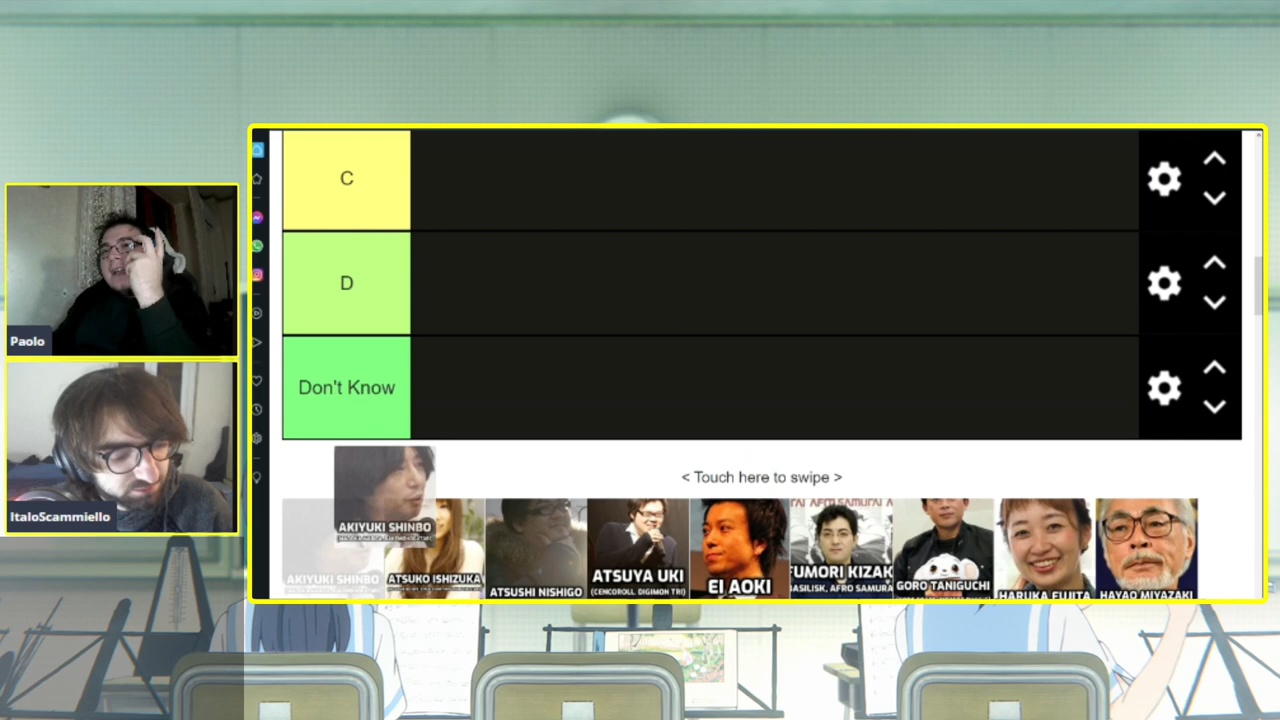 C
D
Don't Know
< Touch here to swipe >
AKIYUKI SHINBO
AKIYUKI SHINBO
ATSUKO ISHIZUKA
ATSUSHI NISHIGO
ATSUYA UKI
(CENCOROLL, DIGIMON TRI)
EI AOKI
FUMORI KIZAK
BASILISK, AFRO SAMURA
GORO TANIGUCHI
HARUKA FUJITA
HAYAO MIYAZAKI
Paolo
ItaloScammiello